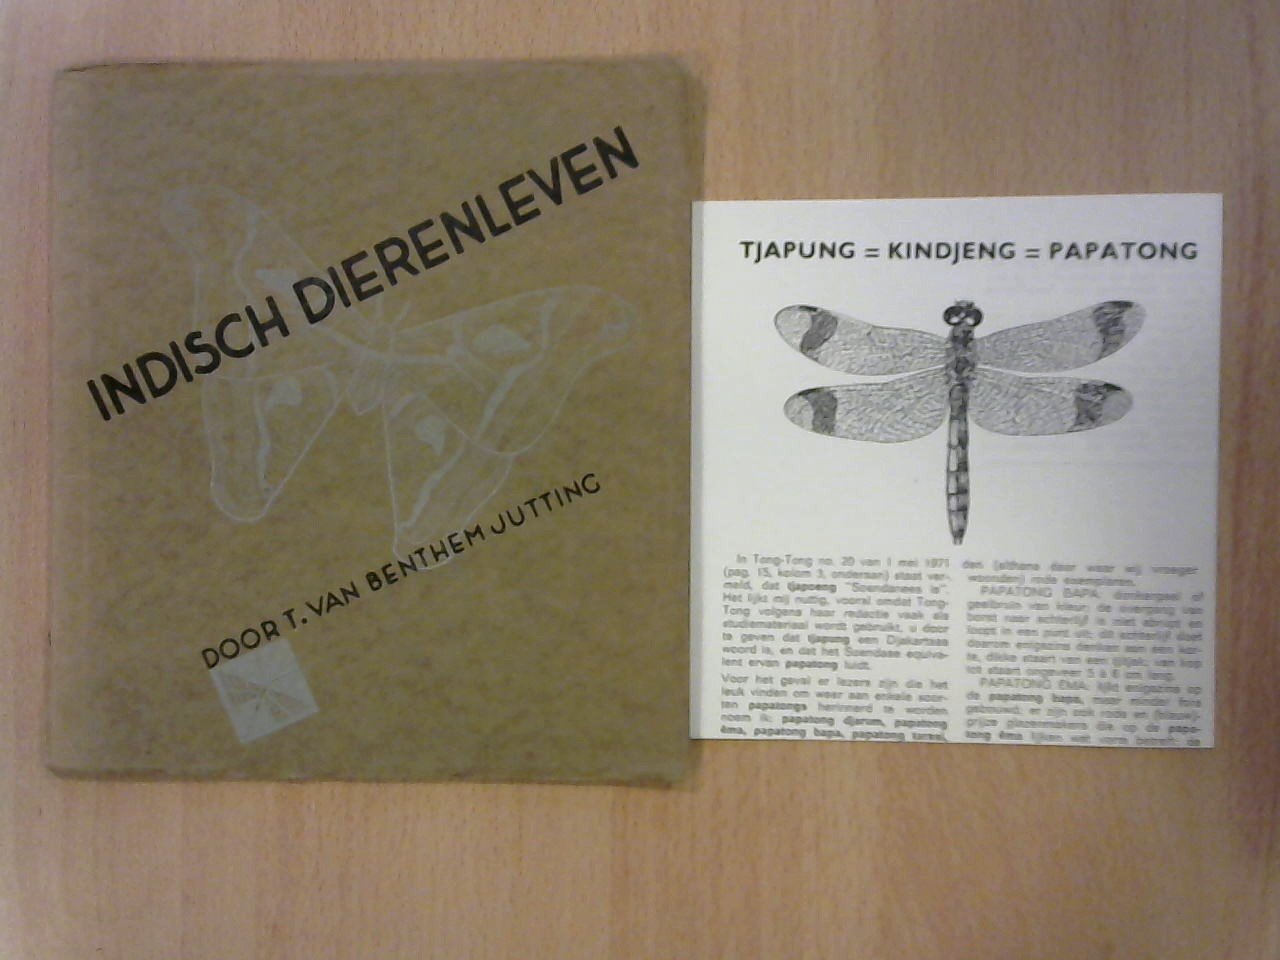 INDISCH DIERENLEVEN
DOOR T. VAN BENTHEM JUTTING
TJAPUNG = KINDJENG = PAPATONG
In Tong-Tong no. 20 van 1 mei 1971
(pag. 15, kolom 3, onderaan) staat ver-
meld, dat tjapoeng "Soendanees is".
Het lijkt mij nuttig, vooral omdat Tong-
Tong volgens haar redactie vaak als
studiemateriaal wordt gebruikt, u door
te geven dat tjapung een Djakartaas
woord is, en dat het Soendase equiva-
lent ervan papatong luidt.
Voor het geval er lezers zijn die het
leuk vinden om weer aan enkele soor-
ten papatongs herinnerd te worden
noem ik: papatong djarum, papatong
êma, papatong bapa, papatong
den (althans daar waar wij vroeger
woonden) rode exemplaren.
PAPATONG BAPA: donkergeel of
geelbruin van kleur; de overgang van
borst naar achterlijf is niet abrupt en
loopt in een punt uit; dit achterlijf doet
daarom enigszins denken aan een kor-
te, dikke staart van een tjitjak; van kop
tot staart ongeveer 5 à 6 cm lang.
PAPATONG EMA: lijkt enigszins op
de papatong bapa, maar minder fors
gebouwd; er zijn ook rode en (blauw)-
grijze die op de papa-
tong êma lijken wat vorm betreft; de